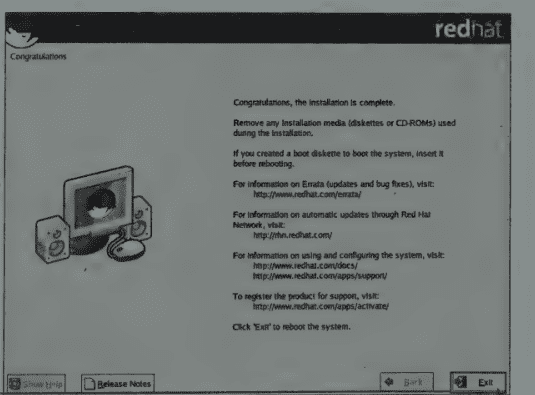 redhat
Congratulations
Congratulations, the installation is complete.
Remove any installation media (diskettes or CD-ROMs) used
during the installation.
If you created a boot diskette to boot the system, insert it
before rebooting.
For information on Errata (updates and bug fixes), visit:
http://www.redhat.com/errata/
For information on automatic updates through Red Hat
Network, visit:
http://rhn.redhat.com/
For information on using and configuring the system, visit:
http://www.redhat.com/docs/
http://www.redhat.com/apps/support/
To register the product for support, visit:
http://www.redhat.com/apps/activate/
Click 'Exit' to reboot the system.
Show Help
Release Notes
Back
Exit